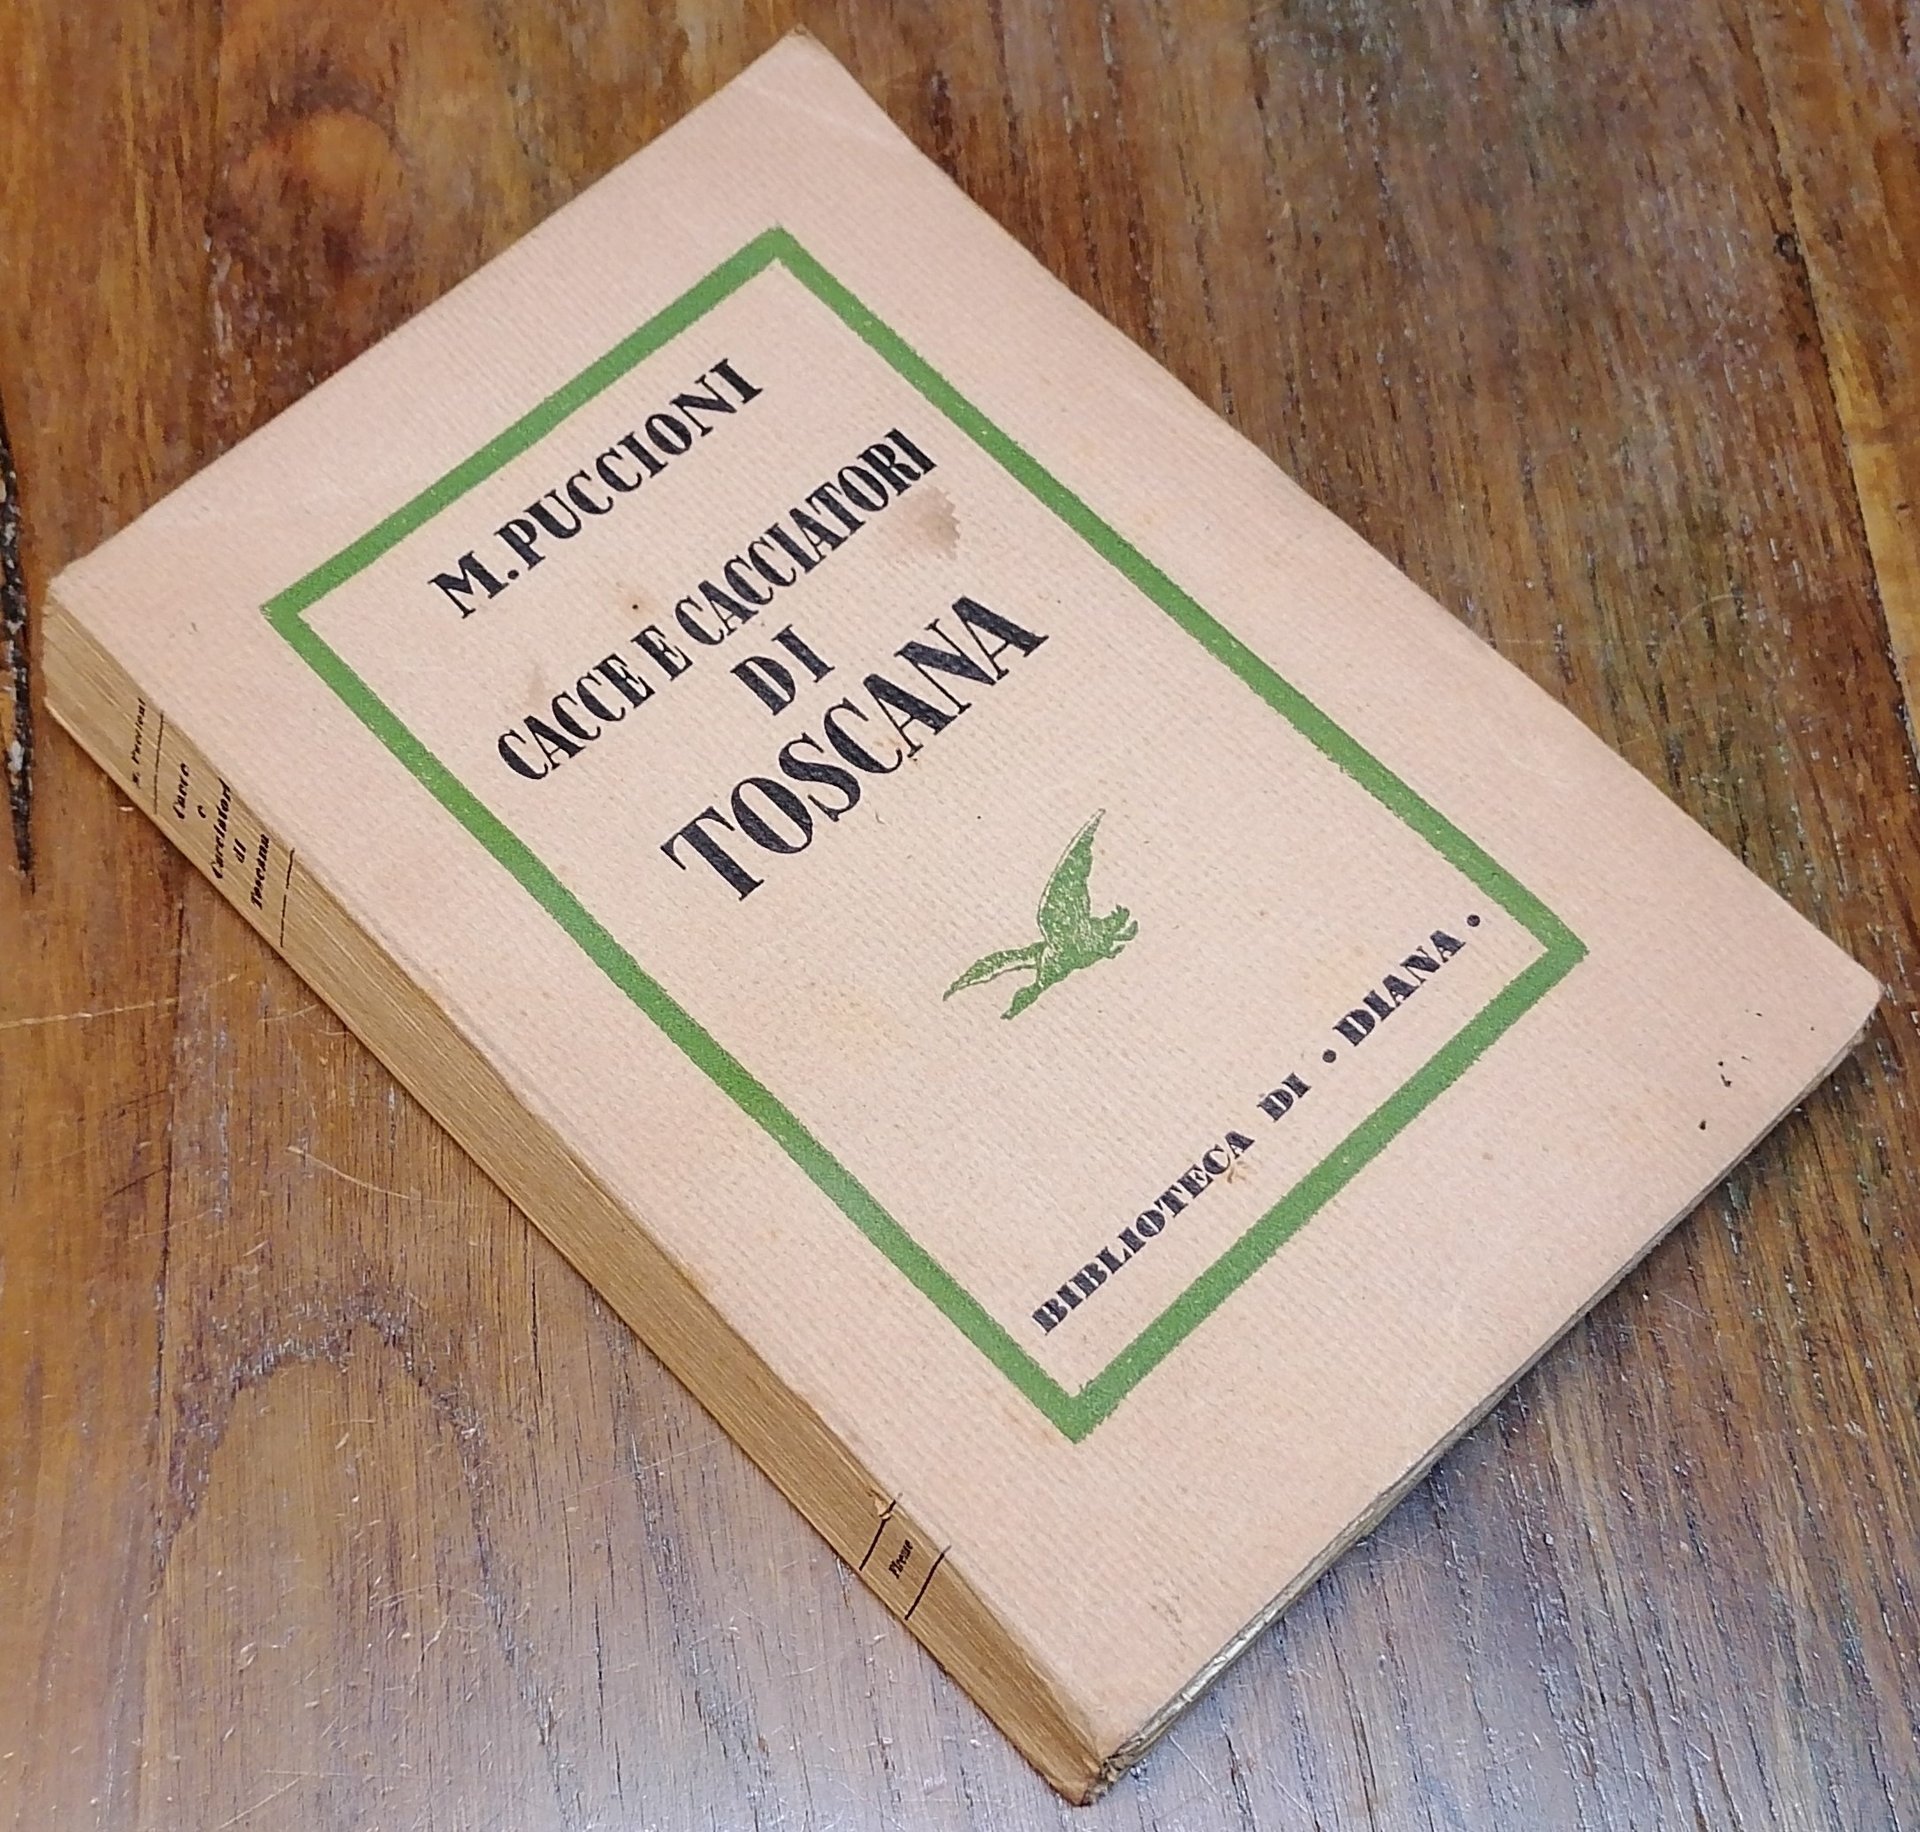 M. PUCCIONI
CACCE E CACCIATORI
DI
TOSCANA
BIBLIOTECA DI • DIANA •
M. Puccioni
Cacce
e
Cacciatori
di
Toscana
Firenze